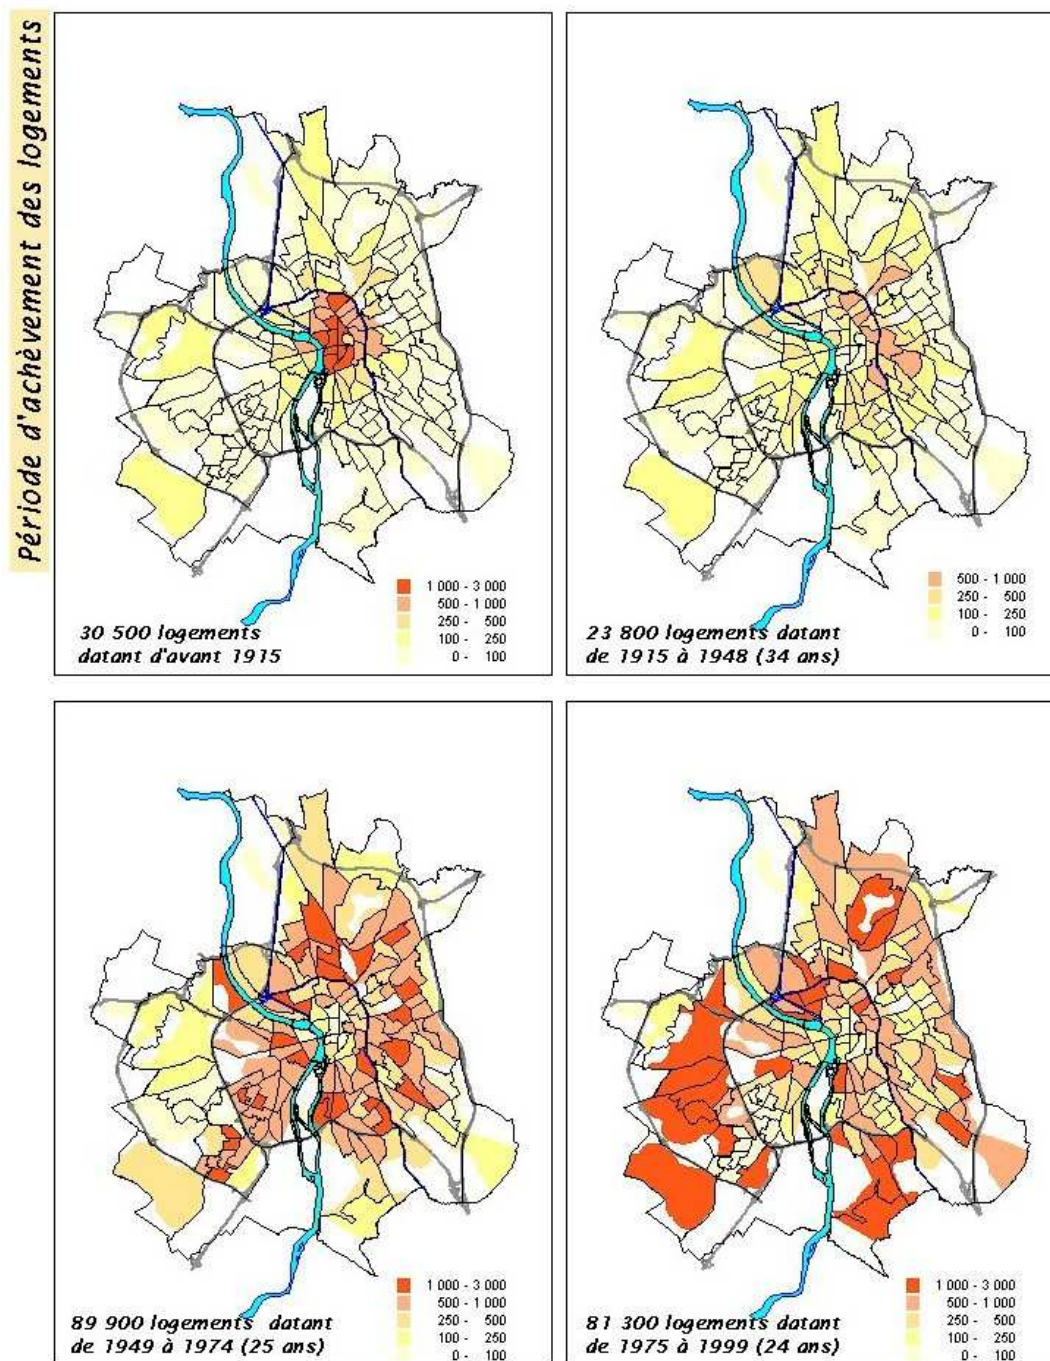 Période d'achèvement des logements
1 000 - 3 000
500 - 1 000
250 - 500
100 - 250
0 - 100
30 500 logements
datant d'avant 1915
500 - 1 000
250 - 500
100 - 250
0 - 100
23 800 logements datant
de 1915 à 1948 (34 ans)
1 000 - 3 000
500 - 1 000
250 - 500
100 - 250
0 - 100
89 900 logements datant
de 1949 à 1974 (25 ans)
1 000 - 3 000
500 - 1 000
250 - 500
100 - 250
0 - 100
81 300 logements datant
de 1975 à 1999 (24 ans)